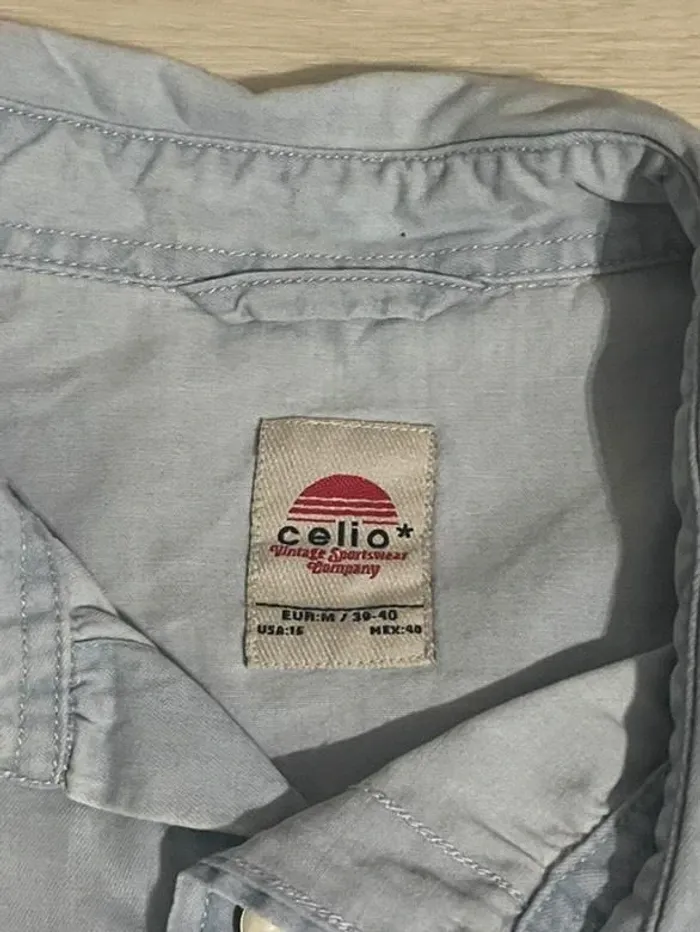 celio*
Vintage Sportswear
Company
EUR:M / 39-40
USA:15 MEX:40